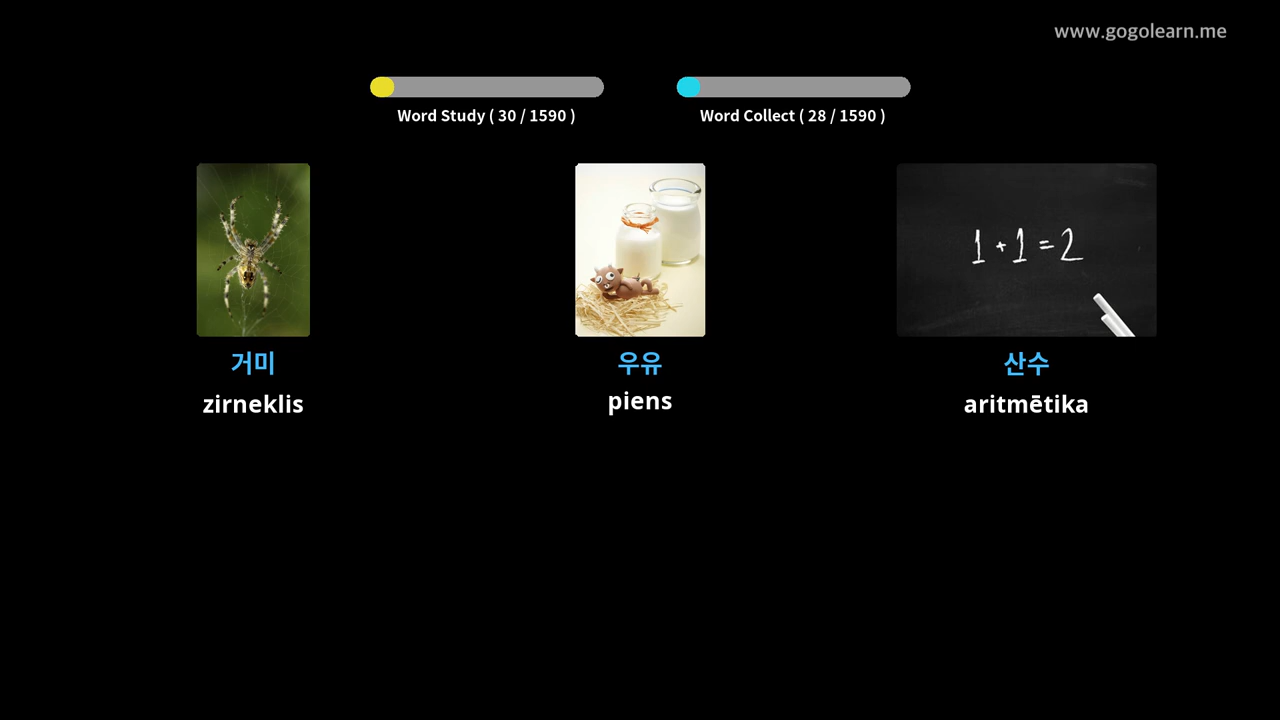 www.gogolearn.me
Word Study ( 30 / 1590 )
Word Collect ( 28 / 1590 )
1 + 1 = 2
거미
우유
산수
zirneklis
piens
aritmētika